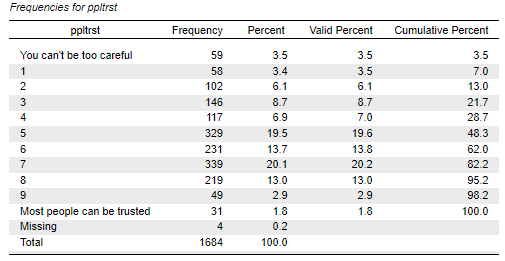 Frequencies for ppltrst
ppltrst Frequency Percent Valid Percent Cumulative Percent
You can't be too careful 59 3.5 3.5 3.5
1 58 3.4 3.5 7.0
2 102 6.1 6.1 13.0
3 146 8.7 8.7 21.7
4 117 6.9 7.0 28.7
5 329 19.5 19.6 48.3
6 231 13.7 13.8 62.0
7 339 20.1 20.2 82.2
8 219 13.0 13.0 95.2
9 49 2.9 2.9 98.2
Most people can be trusted 31 1.8 1.8 100.0
Missing 4 0.2
Total 1684 100.0